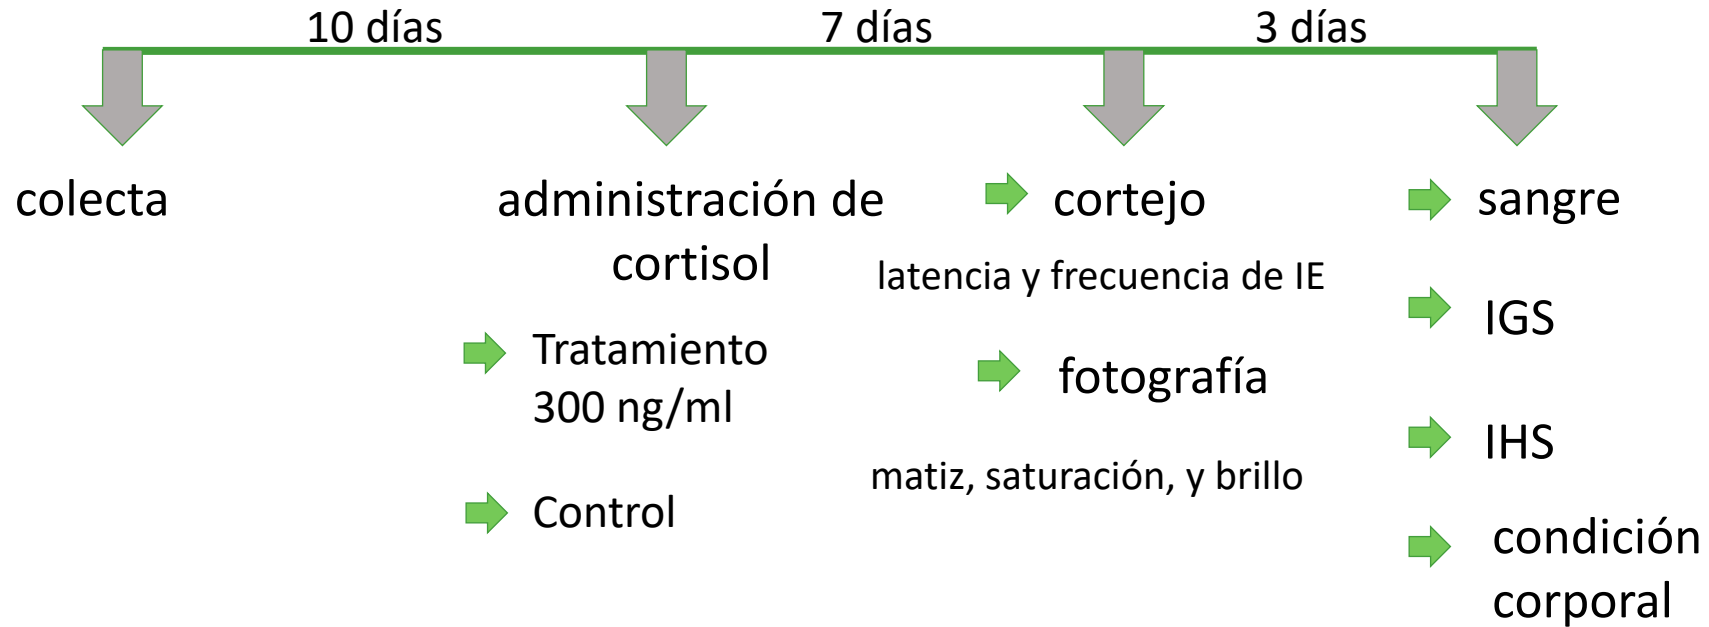 10 días
7 días
3 días
colecta
administración de
cortisol
Tratamiento
300 ng/ml
Control
cortejo
latencia y frecuencia de IE
fotografía
matiz, saturación, y brillo
sangre
IGS
IHS
condición
corporal